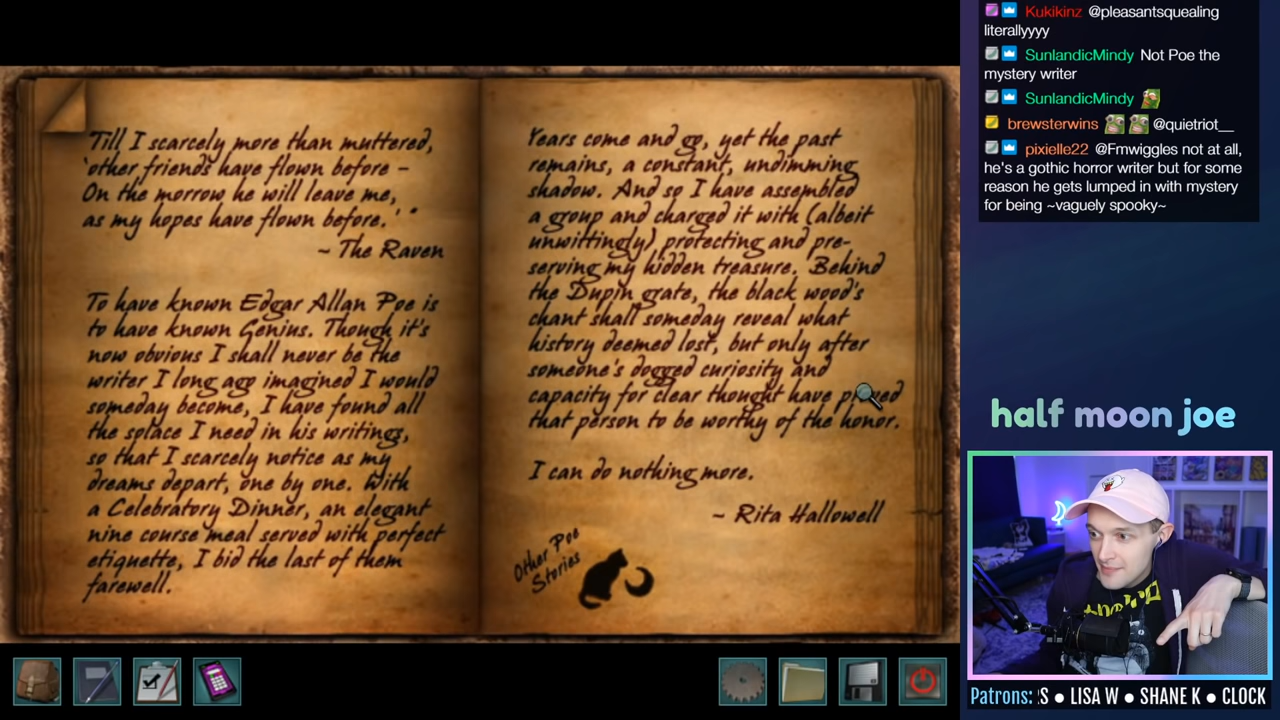 'Till I scarcely more than muttered,
'other friends have flown before –
On the morrow he will leave me,
as my hopes have flown before.' "
~ The Raven
To have known Edgar Allan Poe is
to have known Genius. Though it's
now obvious I shall never be the
writer I long ago imagined I would
someday become, I have found all
the solace I need in his writings,
so that I scarcely notice as my
dreams depart, one by one. With
a Celebratory Dinner, an elegant
nine course meal served with perfect
etiquette, I bid the last of them
farewell.
Years come and go, yet the past
remains, a constant, undimming
shadow. And so I have assembled
a group and charged it with (albeit
unwittingly) protecting and pre-
serving my hidden treasure. Behind
the Dupin grate, the black wood's
chant shall someday reveal what
history deemed lost, but only after
someone's dogged curiosity and
capacity for clear thought have proved
that person to be worthy of the honor.
I can do nothing more.
~ Rita Hallowell
Other Poe
Stories
Kukikinz @pleasantsquealing
literallyyyy
SunlandicMindy Not Poe the
mystery writer
SunlandicMindy
brewsterwins @quietriot__
pixielle22 @Fmwiggles not at all,
he's a gothic horror writer but for some
reason he gets lumped in with mystery
for being ~vaguely spooky~
half moon joe
Patrons: S ● LISA W ● SHANE K ● CLOCK